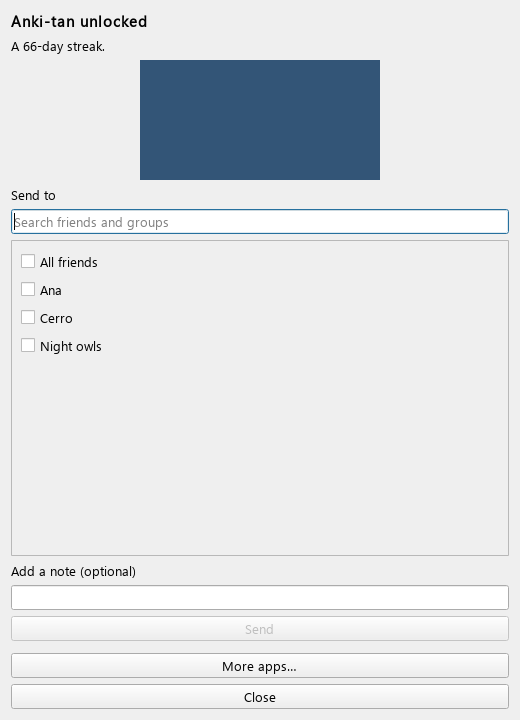 Anki-tan unlocked
A 66-day streak.
Send to
Search friends and groups
All friends
Ana
Cerro
Night owls
Add a note (optional)
Send
More apps...
Close